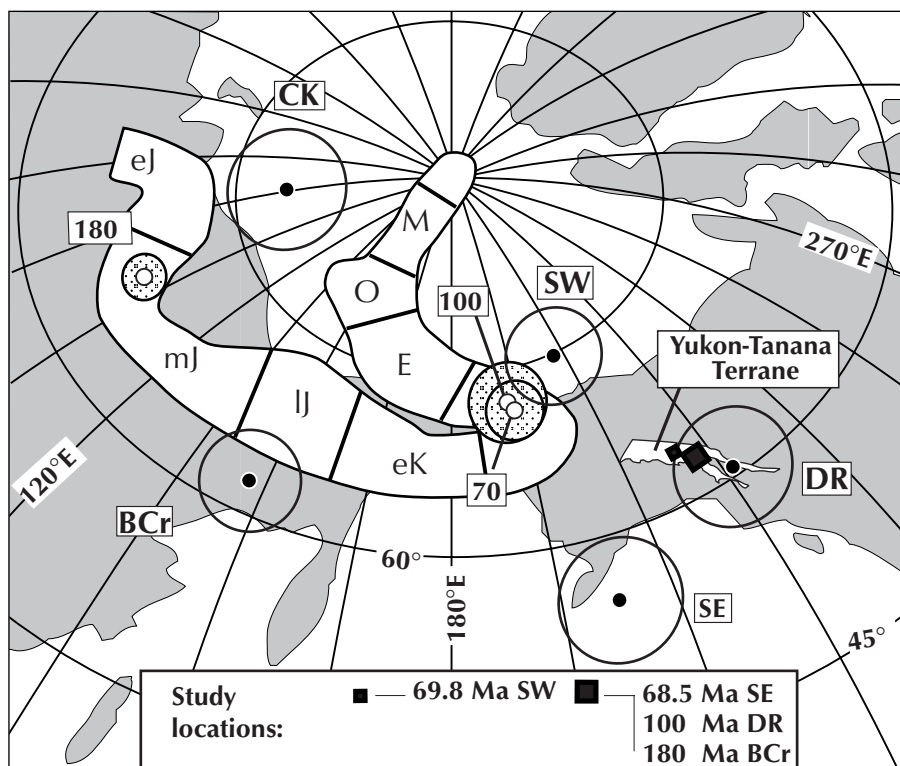 CK
eJ
180
M
270°E
O
100
SW
Yukon-Tanana
Terrane
mJ
E
lJ
eK
70
DR
120°E
BCr
60°
180°E
SE
45°
Study
locations:
69.8 Ma SW
68.5 Ma SE
100 Ma DR
180 Ma BCr